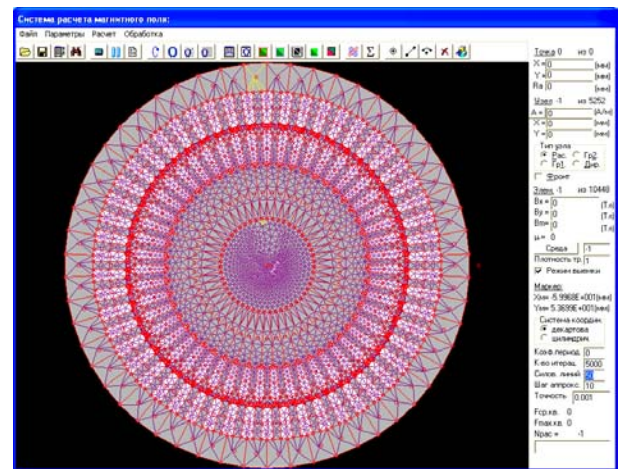 Система расчета магнитного поля:
Файл Параметры Расчет Обработка
Точка 0 из 0
X = 0 (мм)
Y = 0 (мм)
Ra 0 (мм)
Узел -1 из 5252
A = 0 (А/м)
X = 0 (мм)
Y = 0 (мм)
Тип узла
Рас. Гр2
Гр1. Дир.
Фронт
Элем. -1 из 10448
Bx = 0 (Тл)
By = 0 (Тл)
Bm= 0 (Тл)
μ = 0
Среда -1
Плотность тр. 1
Режим выемки
Маркер:
Xм= -5.9968E+001(мм)
Yм= 5.3699E+001(мм)
Система координ.
декартова
цилиндрич.
Коэф.период. 0
К-во итерац. 5000
Силов. линий 50
Шаг аппрокс. 10
Точность 0.001
Fср.кв. 0
Fmax.кв. 0
Nрас = -1